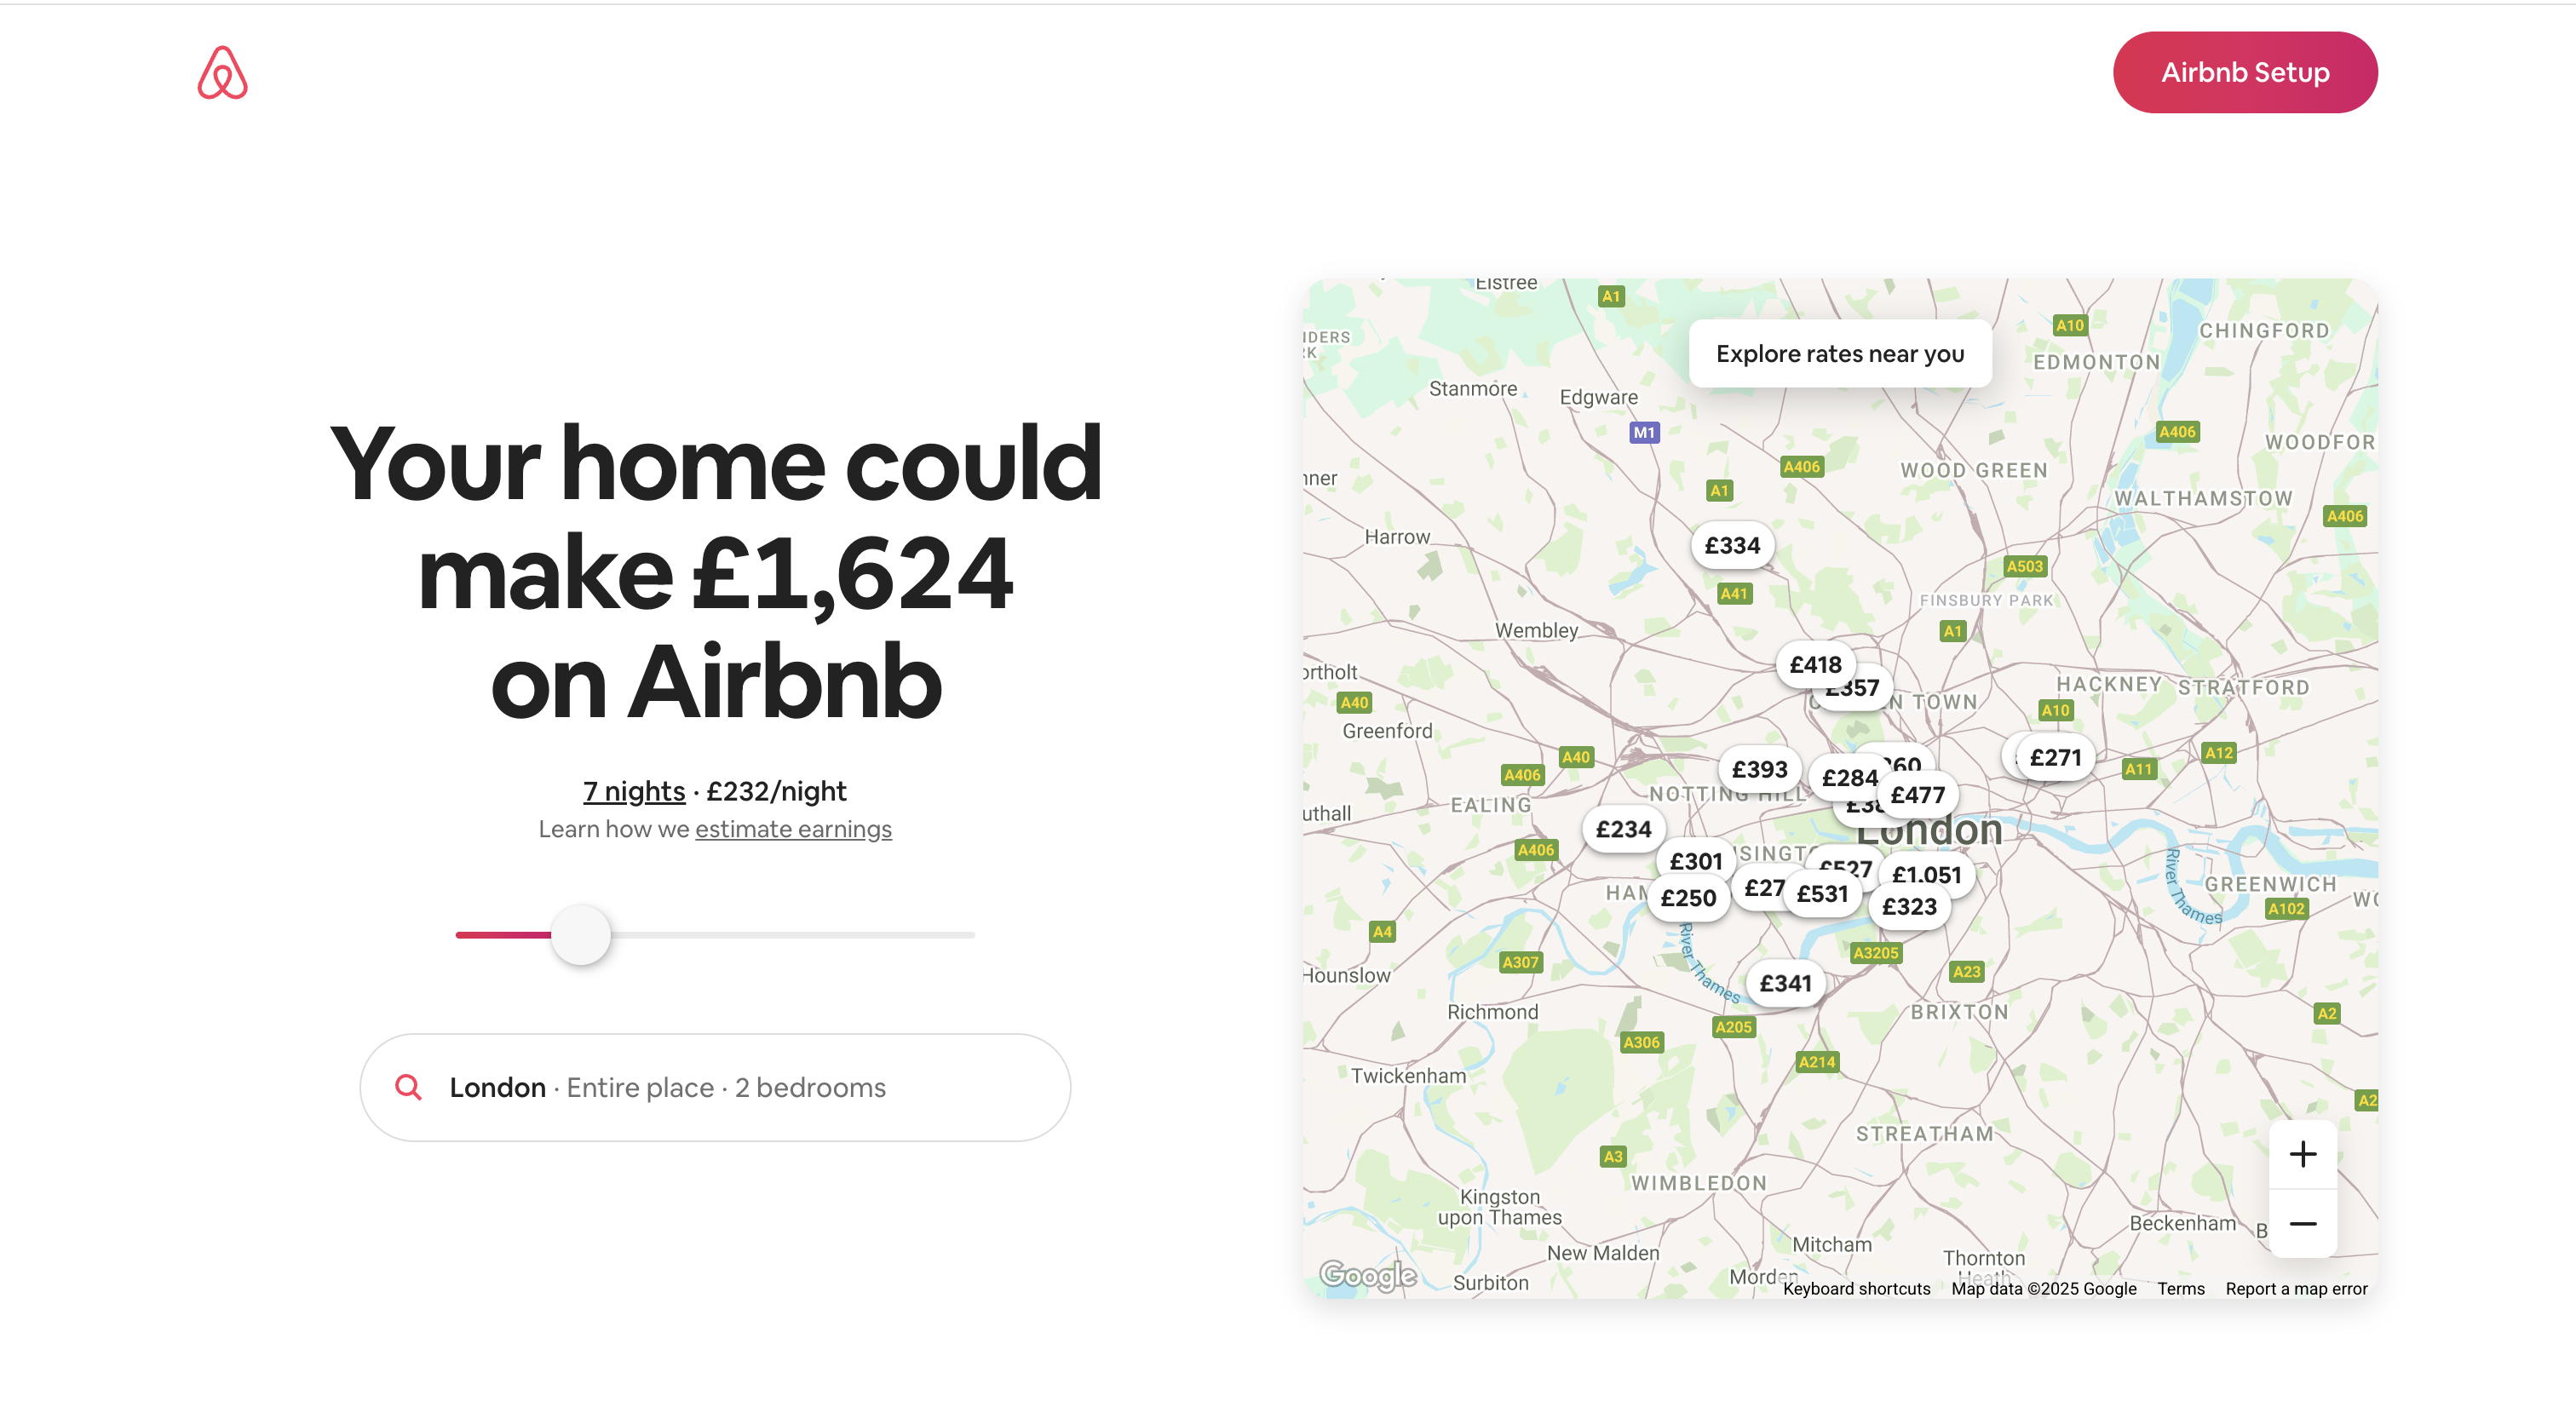 Airbnb Setup
Your home could
make £1,624
on Airbnb
7 nights · £232/night
Learn how we estimate earnings
London · Entire place · 2 bedrooms
Explore rates near you
Elstree
A1
A10
CHINGFORD
EDMONTON
Stanmore
Edgware
M1
A406
WOOD GREEN
A406
A1
WALTHAMSTOW
A406
Harrow
£334
A503
A41
FINSBURY PARK
Wembley
A1
£418
£357
HACKNEY
STRATFORD
TOWN
A40
A10
Greenford
A40
£271
A12
A406
£393
£284
A11
£477
NOTTING HILL
EALING
£234
London
A406
£301
£527
£1,051
£250
£531
£323
GREENWICH
A102
River Thames
A4
River Thames
A307
A3205
A23
Hounslow
£341
Richmond
BRIXTON
A2
A205
A306
A214
Twickenham
STREATHAM
A3
WIMBLEDON
Kingston
upon Thames
Beckenham
New Malden
Mitcham
Thornton
Heath
Surbiton
Morden
Google
Keyboard shortcuts
Map data ©2025 Google
Terms
Report a map error